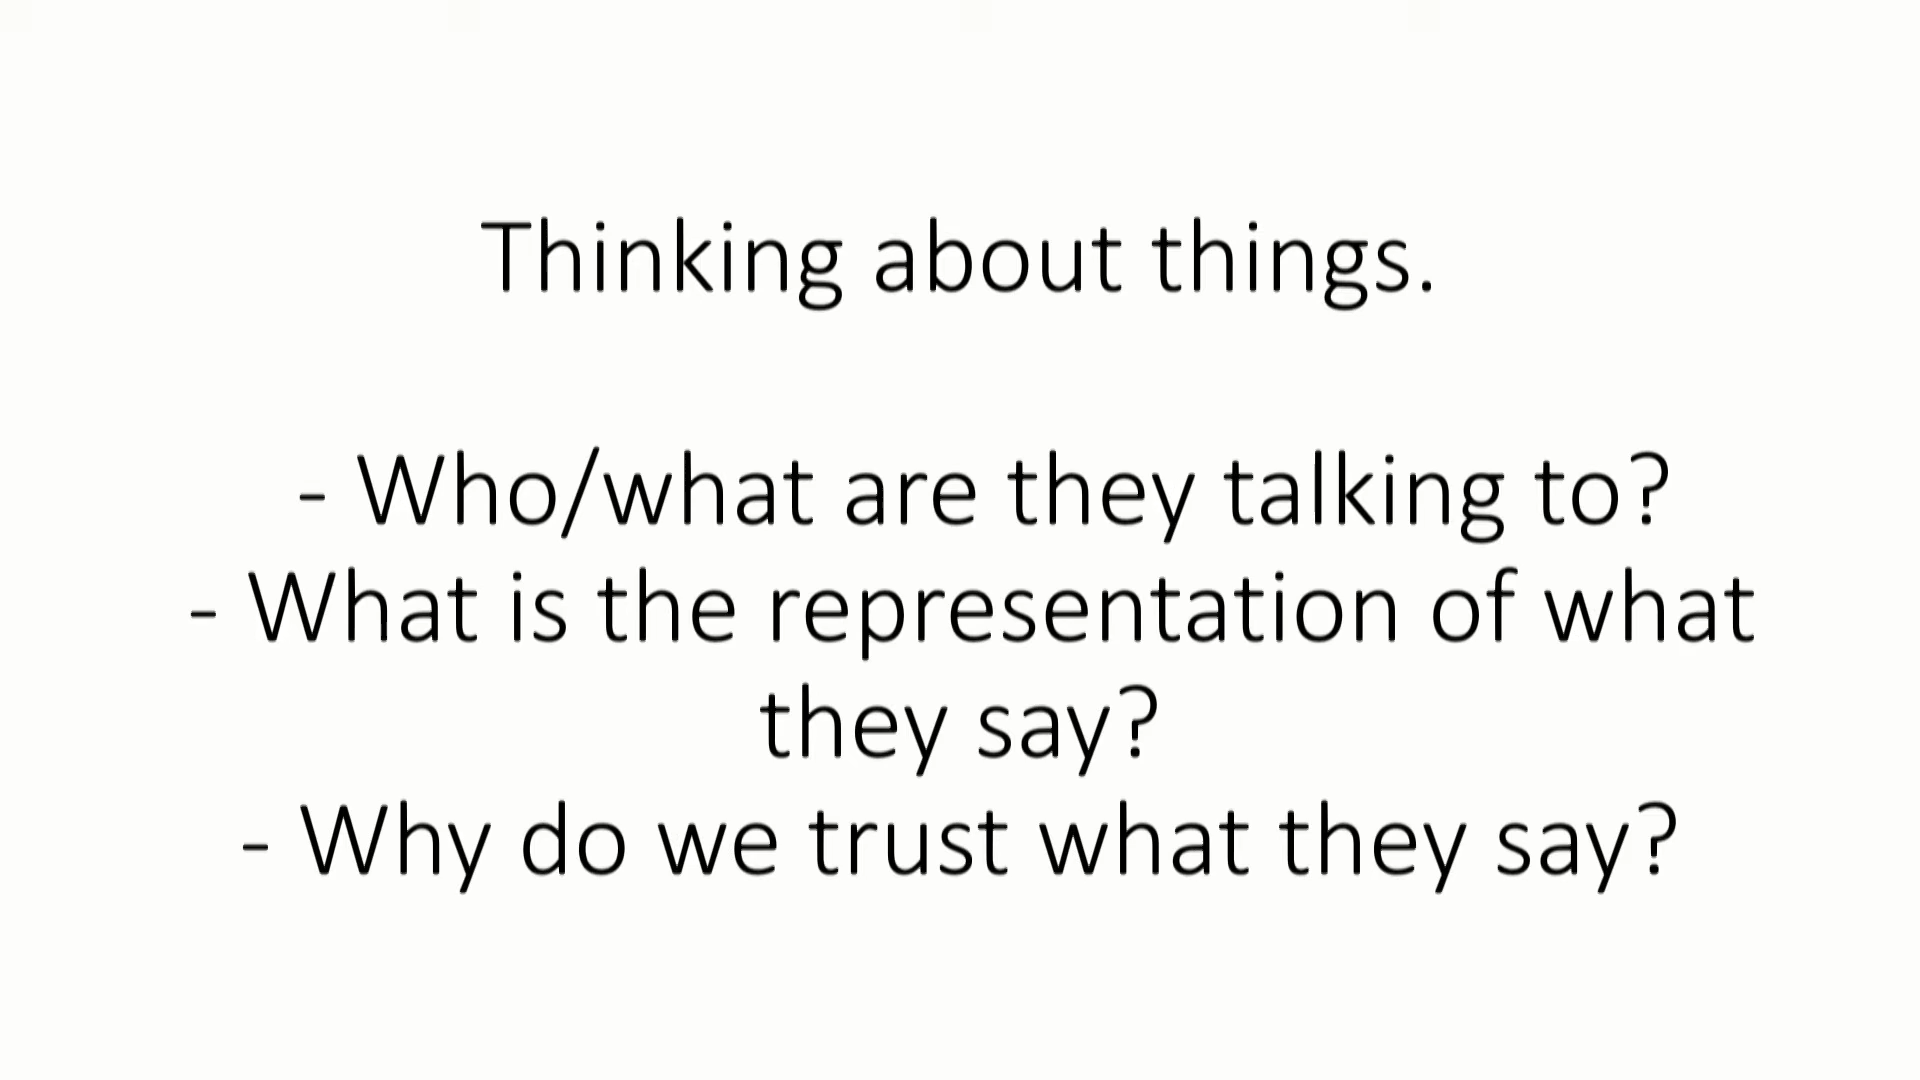 Thinking about things.
- Who/what are they talking to?
- What is the representation of what
they say?
- Why do we trust what they say?